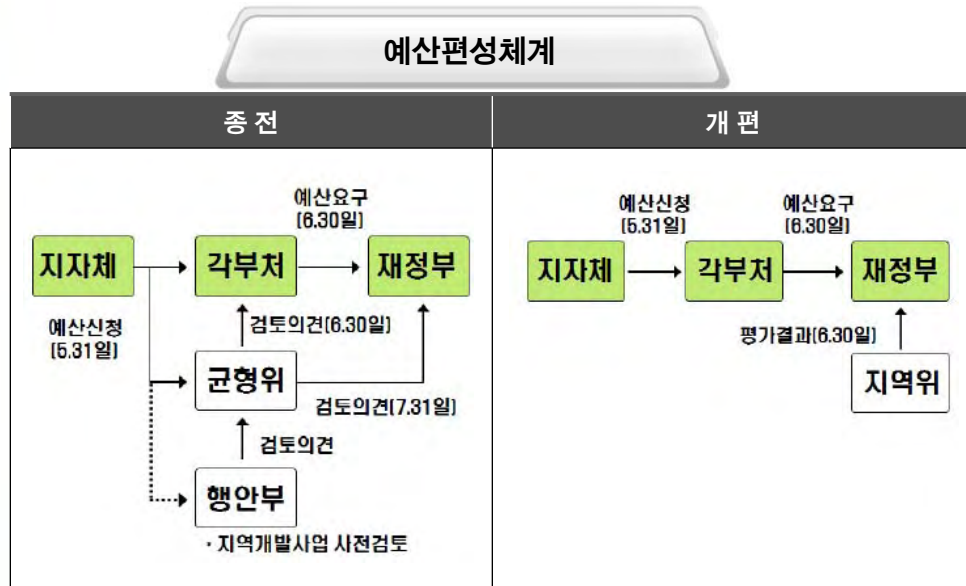 예산편성체계
종 전
개 편
예산요구
(6.30일)
지자체
각부처
재정부
예산신청
(5.31일)
검토의견(6.30일)
균형위
검토의견(7.31일)
검토의견
행안부
· 지역개발사업 사전검토
예산신청
(5.31일)
예산요구
(6.30일)
지자체
각부처
재정부
평가결과(6.30일)
지역위